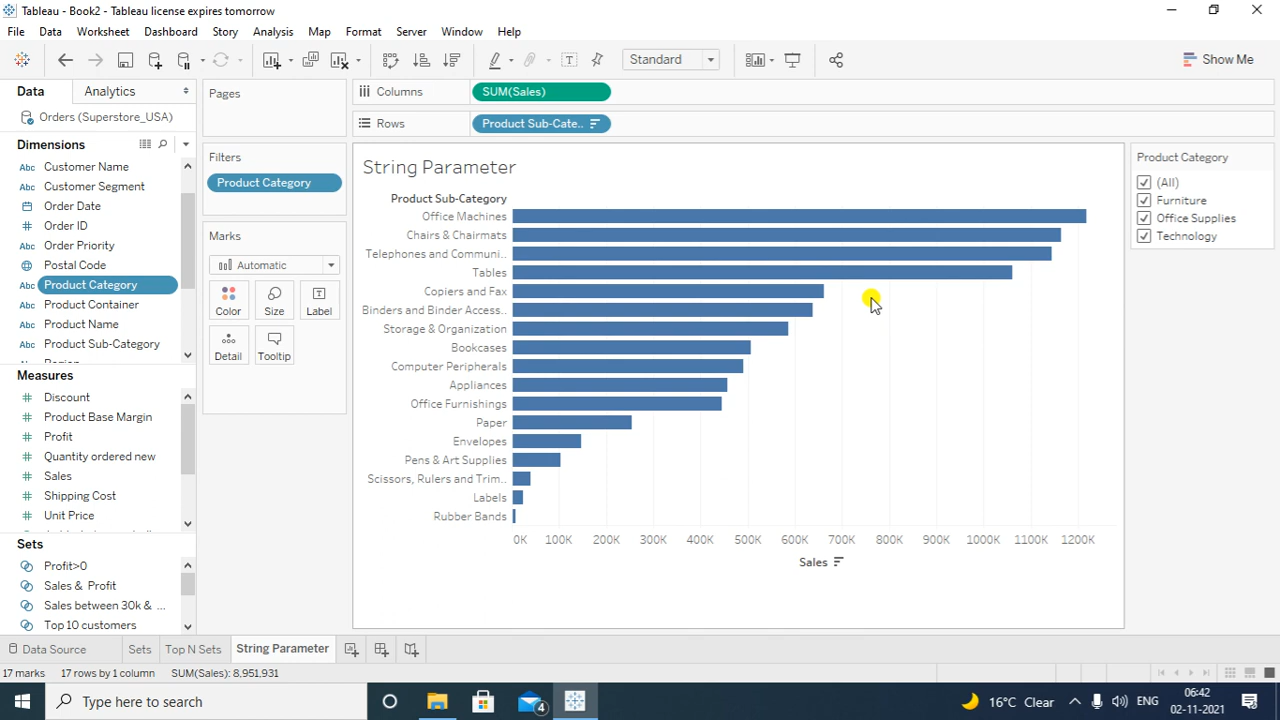 Tableau - Book2 - Tableau license expires tomorrow
File Data Worksheet Dashboard Story Analysis Map Format Server Window Help
Standard
Show Me
Data
Analytics
Orders (Superstore_USA)
Dimensions
Abc Customer Name
Abc Customer Segment
Order Date
Order ID
Abc Order Priority
Postal Code
Abc Product Category
Abc Product Container
Abc Product Name
Abc Product Sub-Category
Measures
Discount
Product Base Margin
Profit
Quantity ordered new
Sales
Shipping Cost
Unit Price
Sets
Profit>0
Sales & Profit
Sales between 30k & ...
Top 10 customers
Pages
Filters
Product Category
Marks
Automatic
Color
Size
Label
Detail
Tooltip
Columns
SUM(Sales)
Rows
Product Sub-Cate..
String Parameter
Product Sub-Category
Office Machines
Chairs & Chairmats
Telephones and Communi..
Tables
Copiers and Fax
Binders and Binder Access..
Storage & Organization
Bookcases
Computer Peripherals
Appliances
Office Furnishings
Paper
Envelopes
Pens & Art Supplies
Scissors, Rulers and Trim..
Labels
Rubber Bands
0K 100K 200K 300K 400K 500K 600K 700K 800K 900K 1000K 1100K 1200K
Sales
Product Category
(All)
Furniture
Office Supplies
Technology
Data Source
Sets
Top N Sets
String Parameter
17 marks 17 rows by 1 column SUM(Sales): 8,951,931
Type here to search
4
16°C Clear
ENG
06:42
02-11-2021